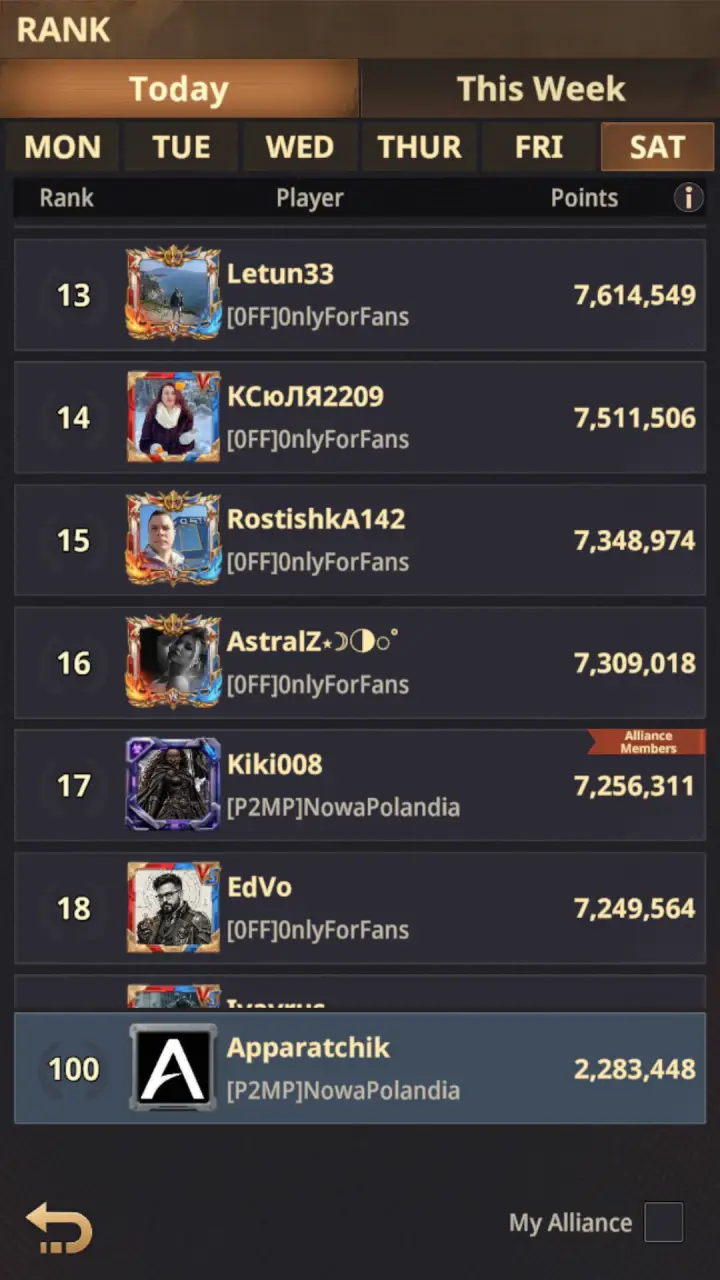 RANK
Today
This Week
MON
TUE
WED
THUR
FRI
SAT
Rank
Player
Points
13
Letun33
[0FF]0nlyForFans
7,614,549
14
КСюЛЯ2209
[0FF]0nlyForFans
7,511,506
15
RostishkA142
[0FF]0nlyForFans
7,348,974
16
AstralZ⋆☽◑○°
[0FF]0nlyForFans
7,309,018
Alliance
Members
17
Kiki008
[P2MP]NowaPolandia
7,256,311
18
EdVo
[0FF]0nlyForFans
7,249,564
100
Apparatchik
[P2MP]NowaPolandia
2,283,448
My Alliance